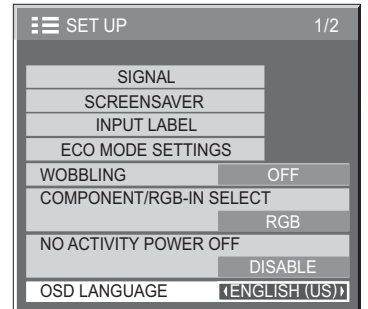 SET UP 1/2
SIGNAL
SCREENSAVER
INPUT LABEL
ECO MODE SETTINGS
WOBBLING OFF
COMPONENT/RGB-IN SELECT
RGB
NO ACTIVITY POWER OFF
DISABLE
OSD LANGUAGE ENGLISH (US)